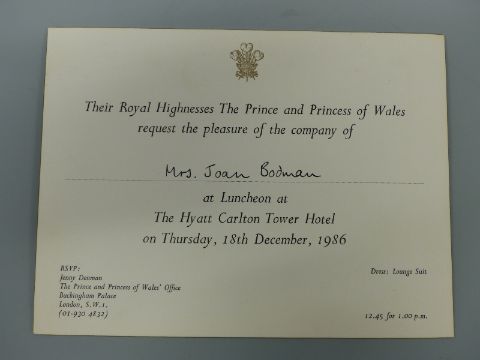 Their Royal Highnesses The Prince and Princess of Wales
request the pleasure of the company of
Mrs. Joan Bodman
at Luncheon at
The Hyatt Carlton Tower Hotel
on Thursday, 18th December, 1986
RSVP:
Jenny Denman
The Prince and Princess of Wales' Office
Buckingham Palace
London, S.W.1.
(01-930 4832)
Dress: Lounge Suit
12.45 for 1.00 p.m.